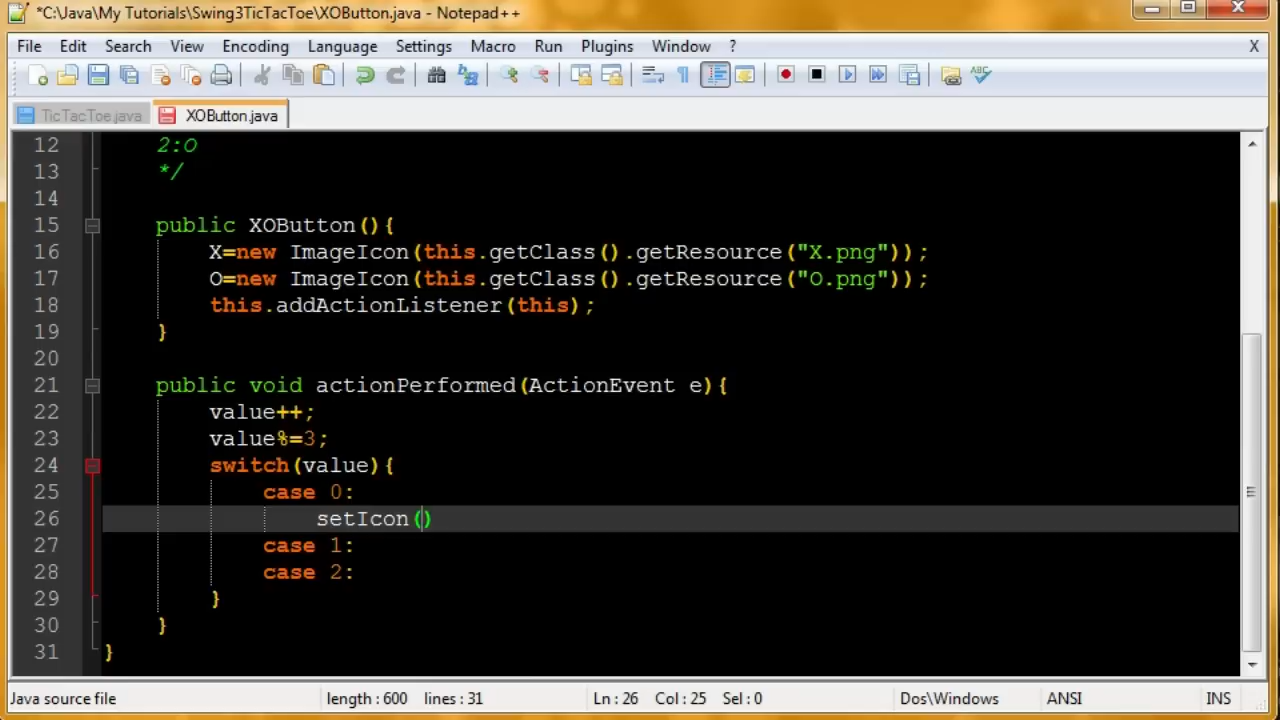 *C:\Java\My Tutorials\Swing3TicTacToe\XOButton.java - Notepad++
File Edit Search View Encoding Language Settings Macro Run Plugins Window ? X
TicTacToe.java XOButton.java
12 2:O
13 */
14
15 public XOButton(){
16 X=new ImageIcon(this.getClass().getResource("X.png"));
17 O=new ImageIcon(this.getClass().getResource("O.png"));
18 this.addActionListener(this);
19 }
20
21 public void actionPerformed(ActionEvent e){
22 value++;
23 value%=3;
24 switch(value){
25 case 0:
26 setIcon()
27 case 1:
28 case 2:
29 }
30 }
31 }
Java source file length : 600 lines : 31 Ln : 26 Col : 25 Sel : 0 Dos\Windows ANSI INS